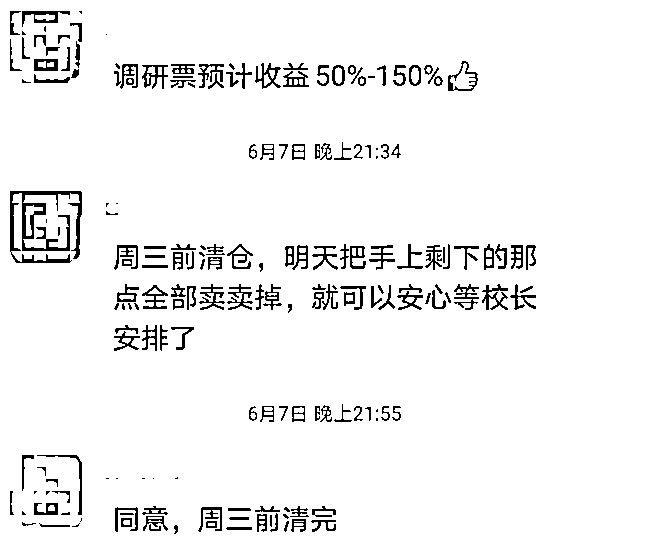 调研票预计收益 50%-150%👍
6月7日 晚上21:34
周三前清仓，明天把手上剩下的那
点全部卖卖掉，就可以安心等校长
安排了
6月7日 晚上21:55
同意，周三前清完